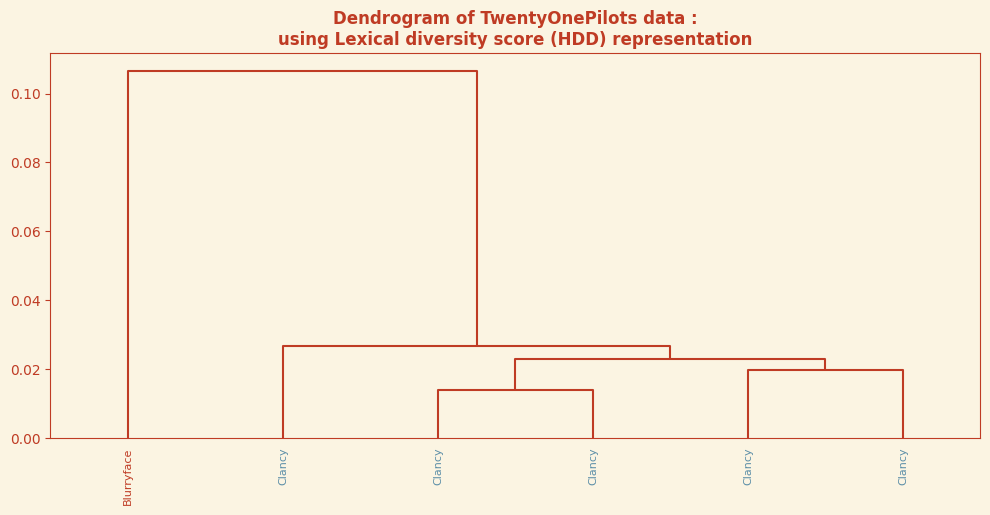 Dendrogram of TwentyOnePilots data :
using Lexical diversity score (HDD) representation
0.10
0.08
0.06
0.04
0.02
0.00
Blurryface
Clancy
Clancy
Clancy
Clancy
Clancy